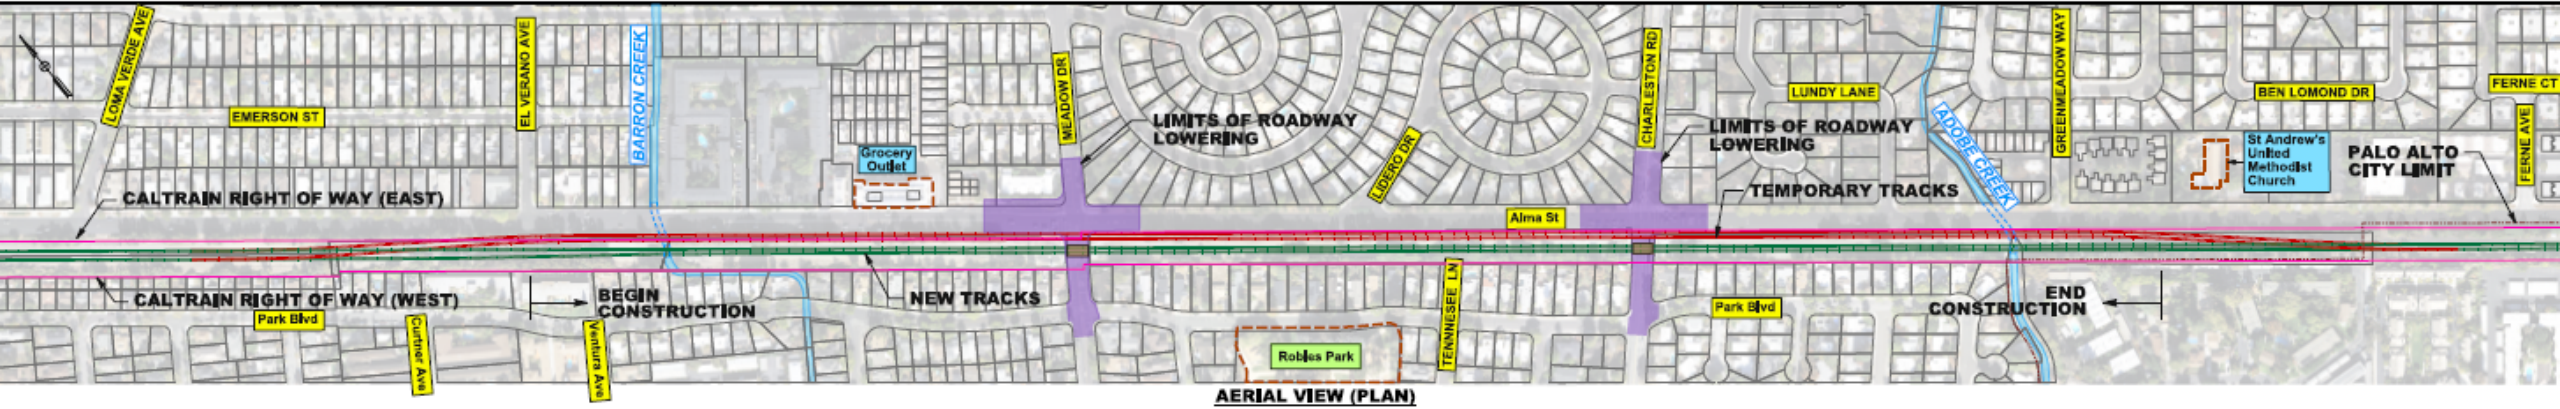 LOMA VERDE AVE
EMERSON ST
EL VERANO AVE
BARRON CREEK
Grocery
Outlet
MEADOW DR
LIMITS OF ROADWAY
LOWERING
LIDERO DR
CHARLESTON RD
LIMITS OF ROADWAY
LOWERING
LUNDY LANE
ADOBE CREEK
GREENMEADOW WAY
BEN LOMOND DR
FERNE CT
FERNE AVE
St Andrew's
United
Methodist
Church
PALO ALTO
CITY LIMIT
CALTRAIN RIGHT OF WAY (EAST)
Alma St
TEMPORARY TRACKS
CALTRAIN RIGHT OF WAY (WEST)
Park Blvd
Curtner Ave
BEGIN
CONSTRUCTION
Ventura Ave
NEW TRACKS
Robles Park
TENNNESEE LN
Park Blvd
END
CONSTRUCTION
AERIAL VIEW (PLAN)